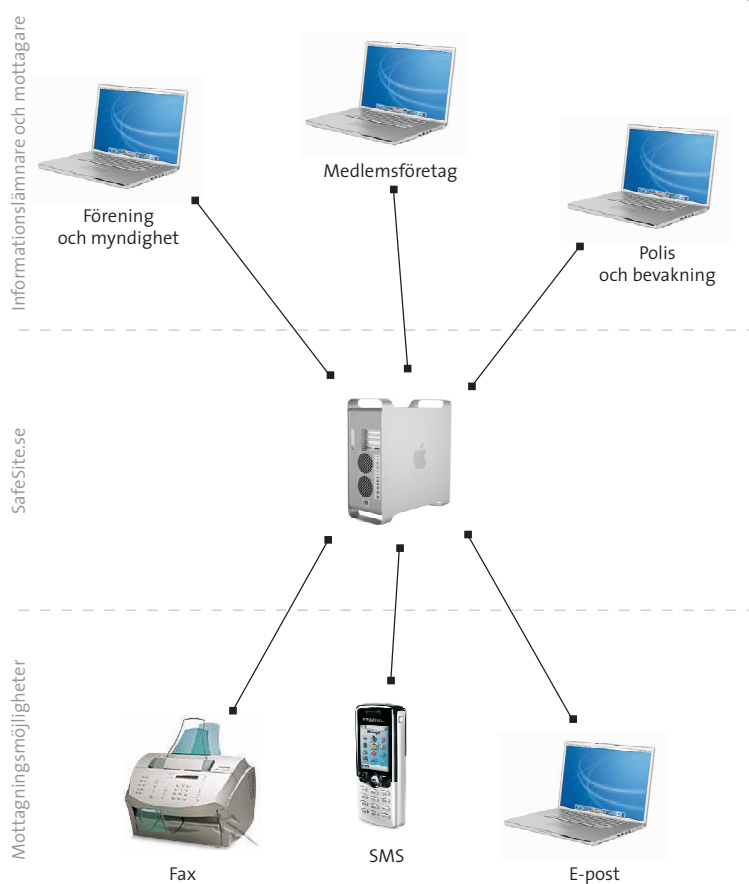 Informationslämnare och mottagare
Medlemsföretag
Förening
och myndighet
Polis
och bevakning
SafeSite.se
Mottagningsmöjligheter
Fax
SMS
E-post